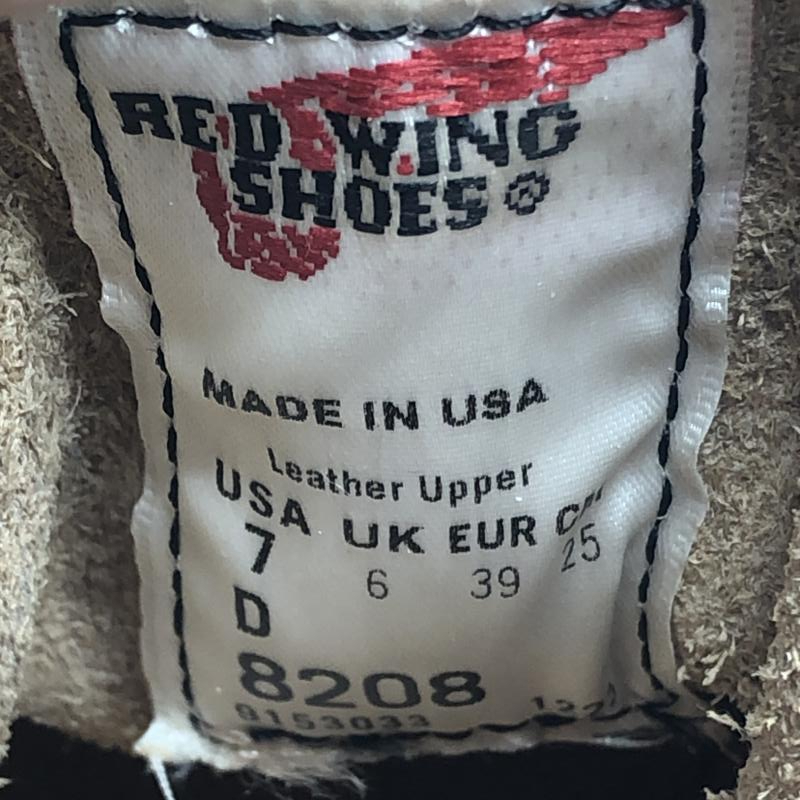 RED WING
SHOES ®
MADE IN USA
Leather Upper
USA UK EUR CM
7 6 39 25
D
8208